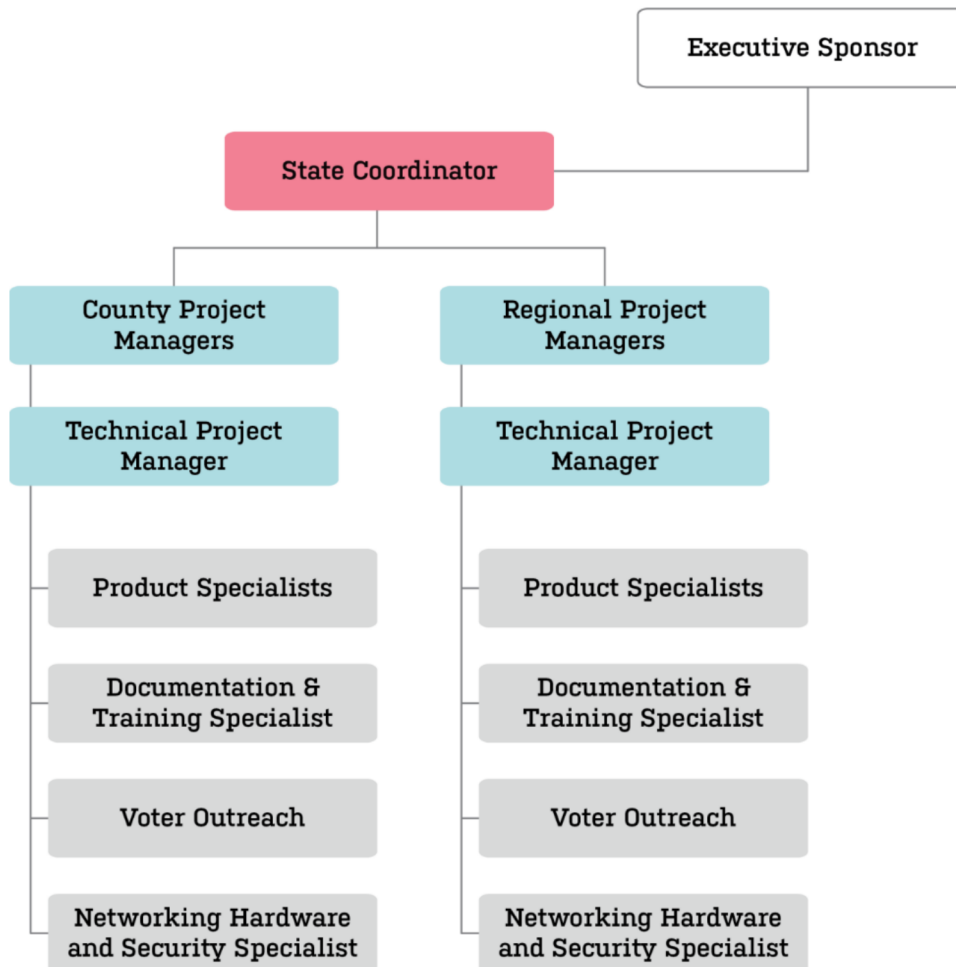 Executive Sponsor
State Coordinator
County Project
Managers
Regional Project
Managers
Technical Project
Manager
Technical Project
Manager
Product Specialists
Product Specialists
Documentation &
Training Specialist
Documentation &
Training Specialist
Voter Outreach
Voter Outreach
Networking Hardware
and Security Specialist
Networking Hardware
and Security Specialist